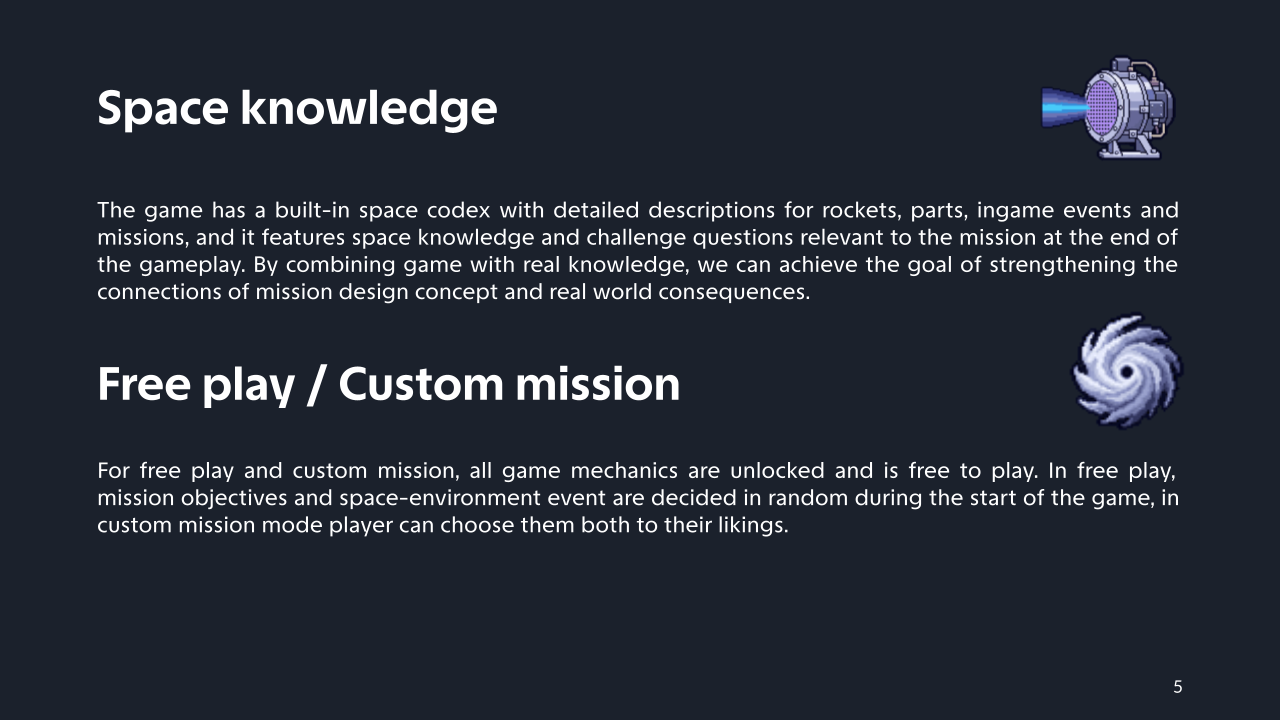 Space knowledge
The game has a built-in space codex with detailed descriptions for rockets, parts, ingame events and
missions, and it features space knowledge and challenge questions relevant to the mission at the end of
the gameplay. By combining game with real knowledge, we can achieve the goal of strengthening the
connections of mission design concept and real world consequences.
Free play / Custom mission
For free play and custom mission, all game mechanics are unlocked and is free to play. In free play,
mission objectives and space-environment event are decided in random during the start of the game, in
custom mission mode player can choose them both to their likings.
5